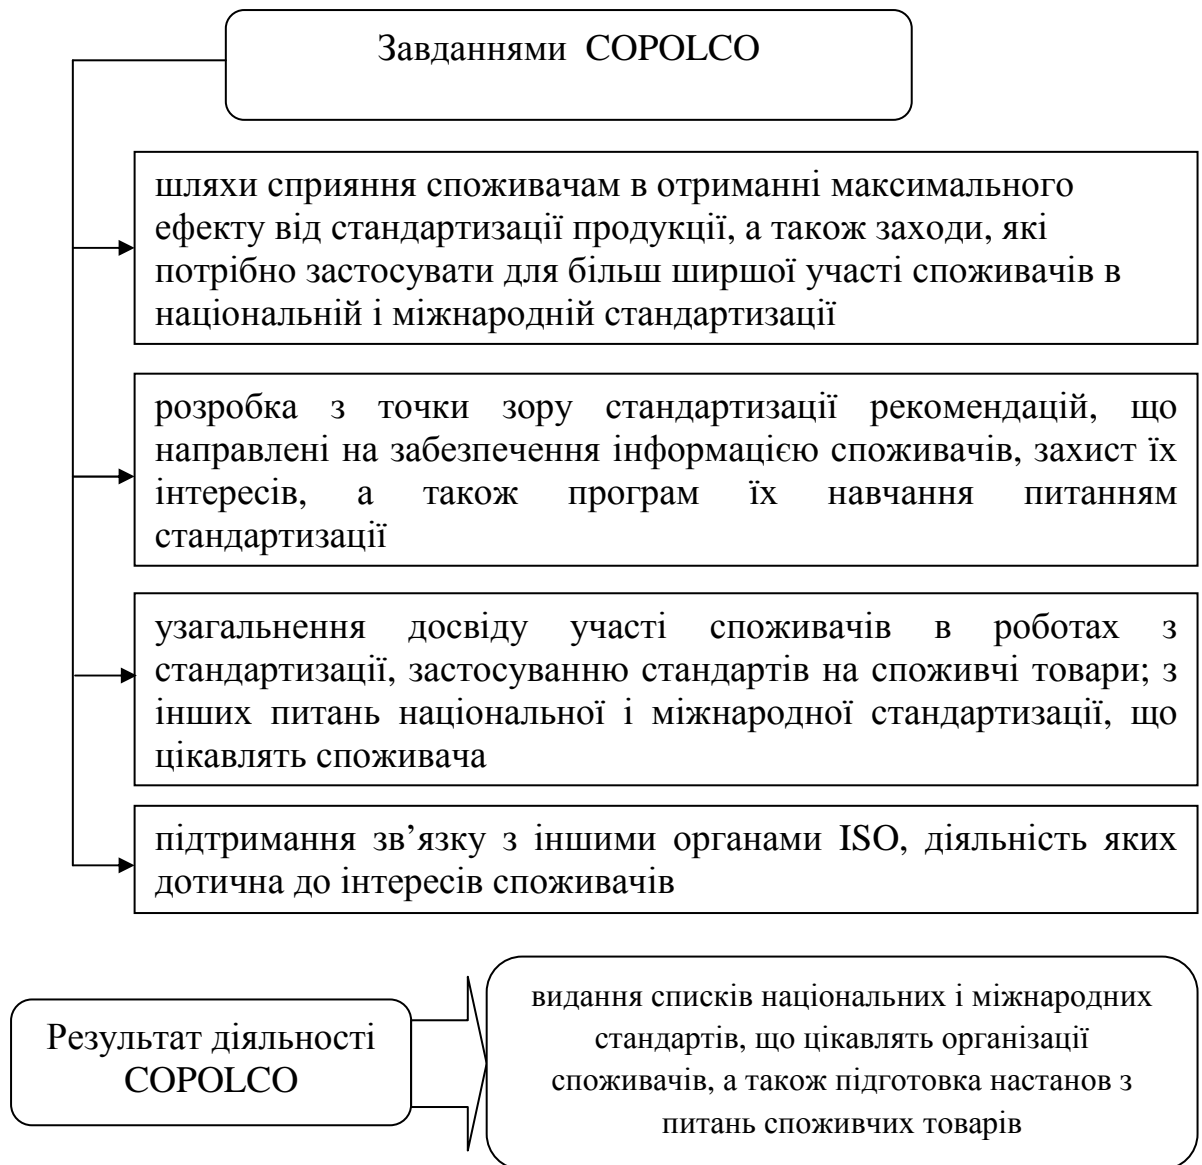 Завданнями COPOLCO
шляхи сприяння споживачам в отриманні максимального
ефекту від стандартизації продукції, а також заходи, які
потрібно застосувати для більш ширшої участі споживачів в
національній і міжнародній стандартизації
розробка з точки зору стандартизації рекомендацій, що
направлені на забезпечення інформацією споживачів, захист їх
інтересів, а також програм їх навчання питанням
стандартизації
узагальнення досвіду участі споживачів в роботах з
стандартизації, застосуванню стандартів на споживчі товари; з
інших питань національної і міжнародної стандартизації, що
цікавлять споживача
підтримання зв’язку з іншими органами ISO, діяльність яких
дотична до інтересів споживачів
Результат діяльності
COPOLCO
видання списків національних і міжнародних
стандартів, що цікавлять організації
споживачів, а також підготовка настанов з
питань споживчих товарів